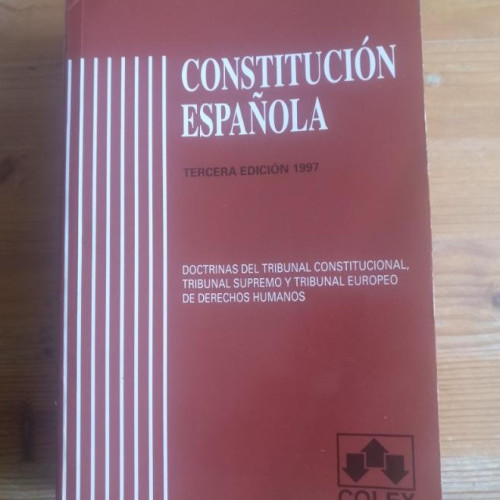 CONSTITUCIÓN
ESPAÑOLA
TERCERA EDICIÓN 1997
DOCTRINAS DEL TRIBUNAL CONSTITUCIONAL,
TRIBUNAL SUPREMO Y TRIBUNAL EUROPEO
DE DERECHOS HUMANOS
COLEX